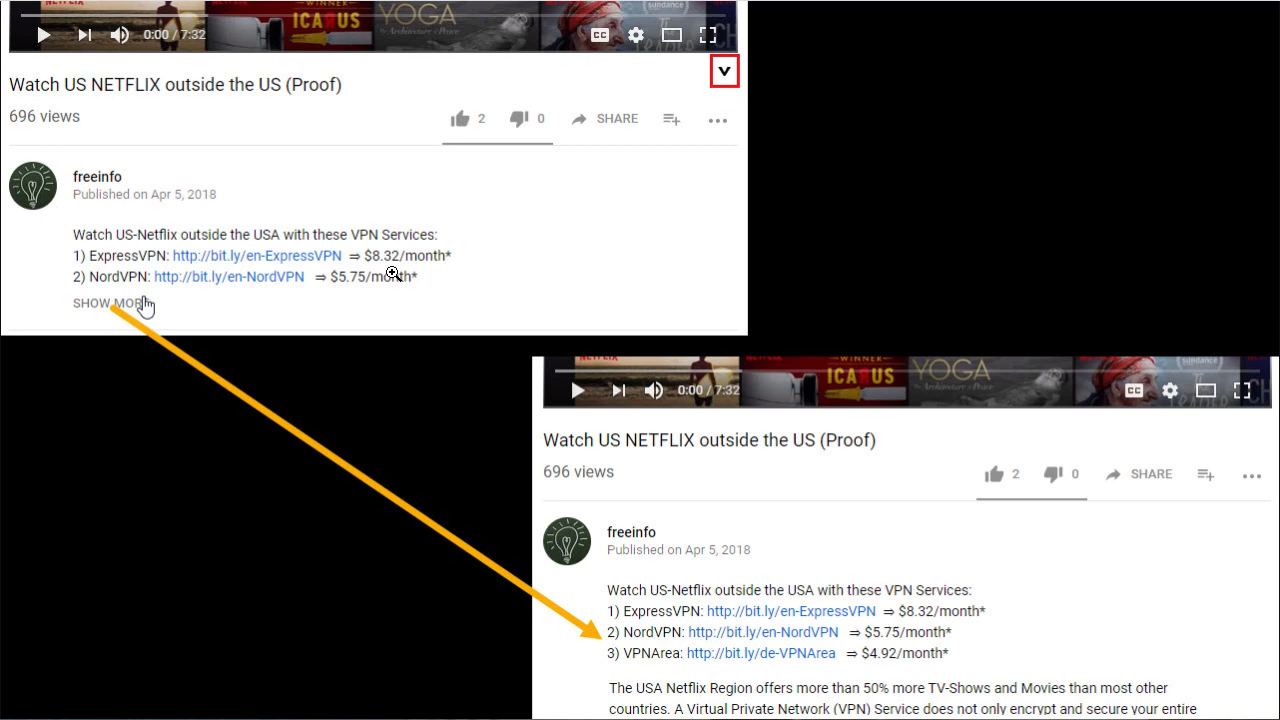 NETFLIX
WINNER
ICARUS
YOGA
Architecture of Peace
sundance
0:00 / 7:32
CC
v
Watch US NETFLIX outside the US (Proof)
696 views
2 0 SHARE
freeinfo
Published on Apr 5, 2018
Watch US-Netflix outside the USA with these VPN Services:
1) ExpressVPN: http://bit.ly/en-ExpressVPN ⇒ $8.32/month*
2) NordVPN: http://bit.ly/en-NordVPN ⇒ $5.75/month*
SHOW MORE
NETFLIX
WINNER
ICARUS
YOGA
Architecture of Peace
sundance
0:00 / 7:32
CC
Watch US NETFLIX outside the US (Proof)
696 views
2 0 SHARE
freeinfo
Published on Apr 5, 2018
Watch US-Netflix outside the USA with these VPN Services:
1) ExpressVPN: http://bit.ly/en-ExpressVPN ⇒ $8.32/month*
2) NordVPN: http://bit.ly/en-NordVPN ⇒ $5.75/month*
3) VPNArea: http://bit.ly/de-VPNArea ⇒ $4.92/month*
The USA Netflix Region offers more than 50% more TV-Shows and Movies than most other
countries. A Virtual Private Network (VPN) Service does not only encrypt and secure your entire